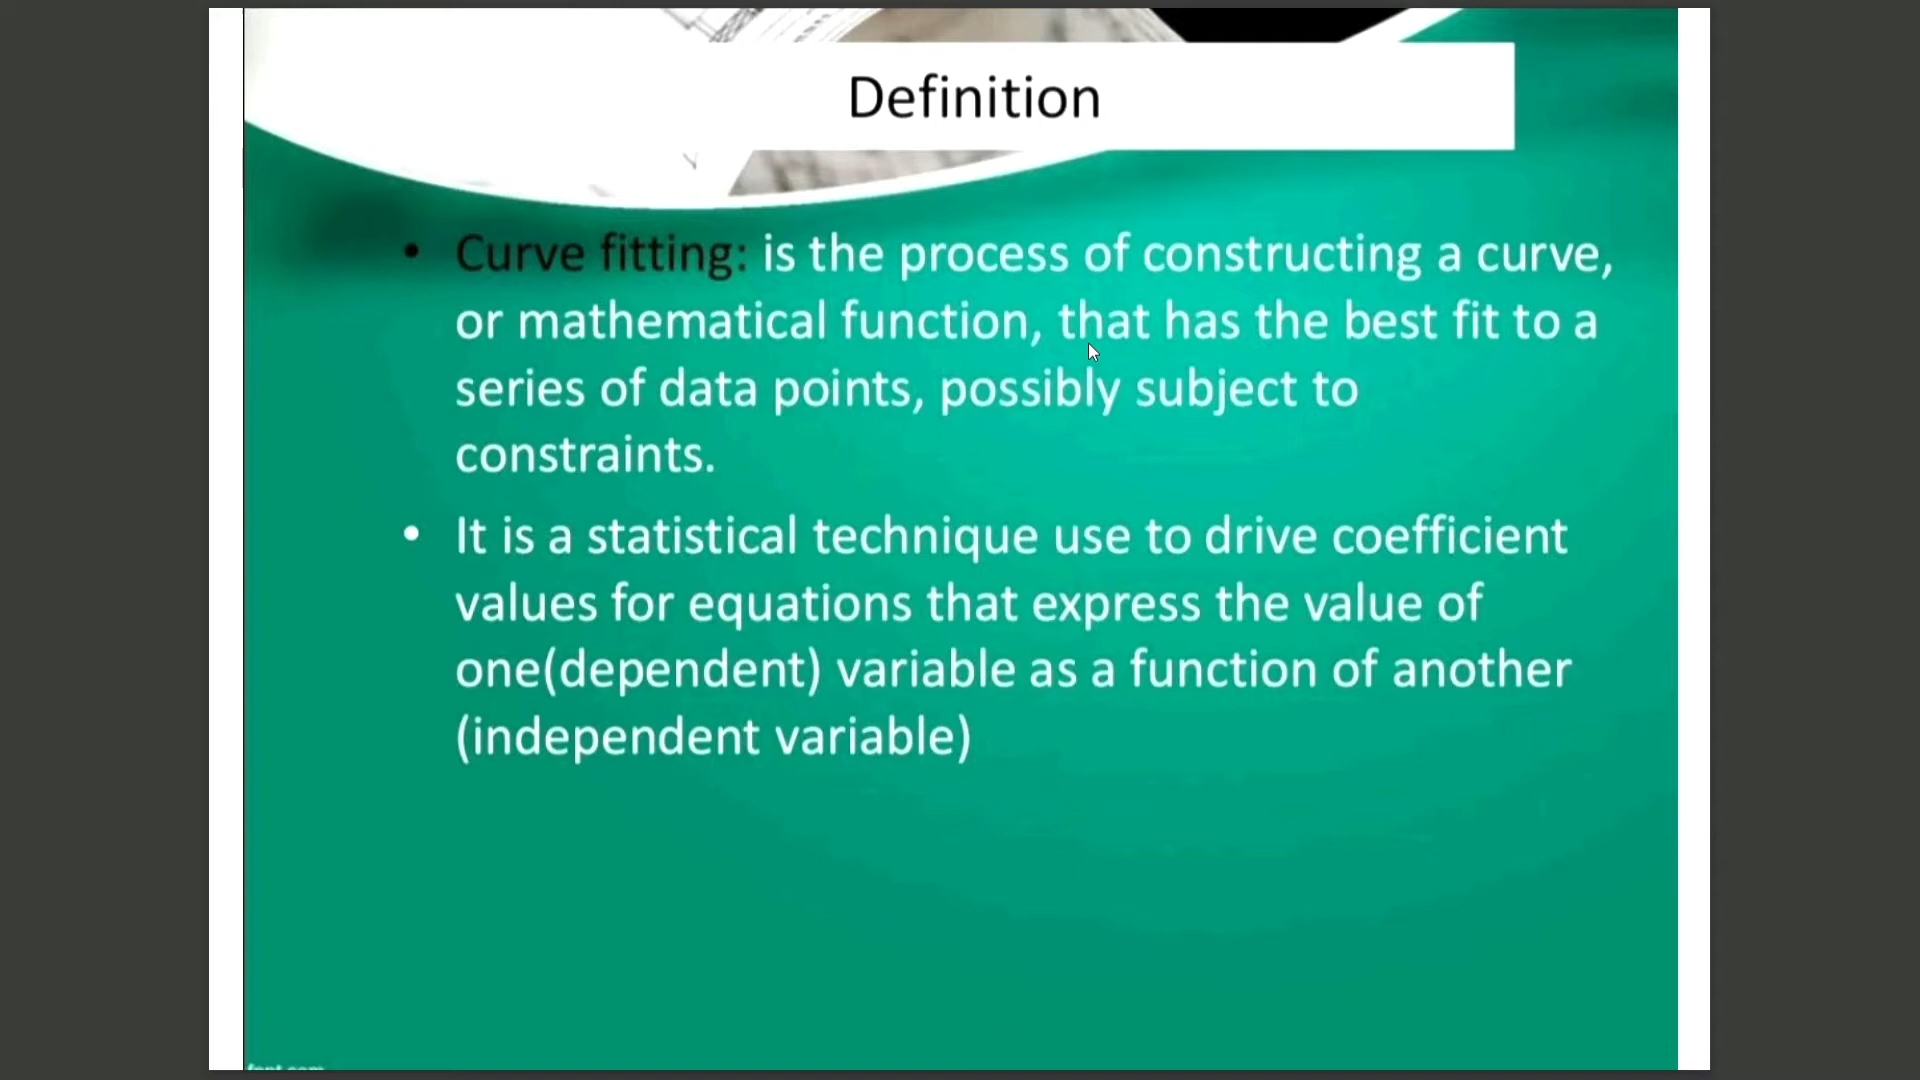 Definition
• Curve fitting: is the process of constructing a curve,
or mathematical function, that has the best fit to a
series of data points, possibly subject to
constraints.
• It is a statistical technique use to drive coefficient
values for equations that express the value of
one(dependent) variable as a function of another
(independent variable)